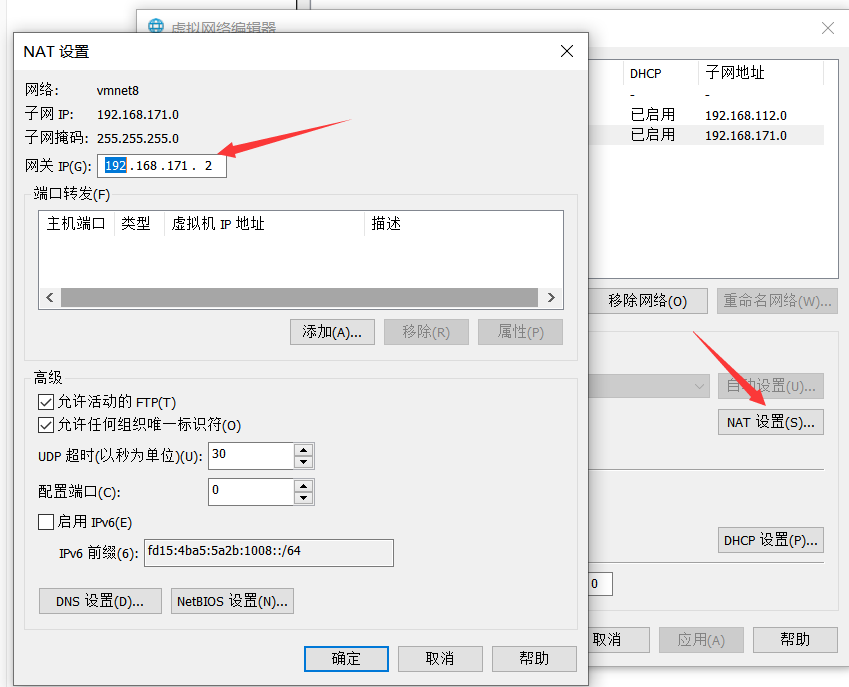 虚拟网络编辑器
NAT 设置
网络: vmnet8
子网 IP: 192.168.171.0
子网掩码: 255.255.255.0
网关 IP(G): 192 . 168 . 171 . 2
端口转发(F)
主机端口 类型 虚拟机 IP 地址 描述
添加(A)... 移除(R) 属性(P)
高级
允许活动的 FTP(T)
允许任何组织唯一标识符(O)
UDP 超时(以秒为单位)(U): 30
配置端口(C): 0
启用 IPv6(E)
IPv6 前缀(6): fd15:4ba5:5a2b:1008::/64
DNS 设置(D)... NetBIOS 设置(N)...
确定 取消 帮助
DHCP 子网地址
- -
已启用 192.168.112.0
已启用 192.168.171.0
移除网络(O) 重命名网络(W)...
自动设置(U)...
NAT 设置(S)...
DHCP 设置(P)...
0
取消 应用(A) 帮助